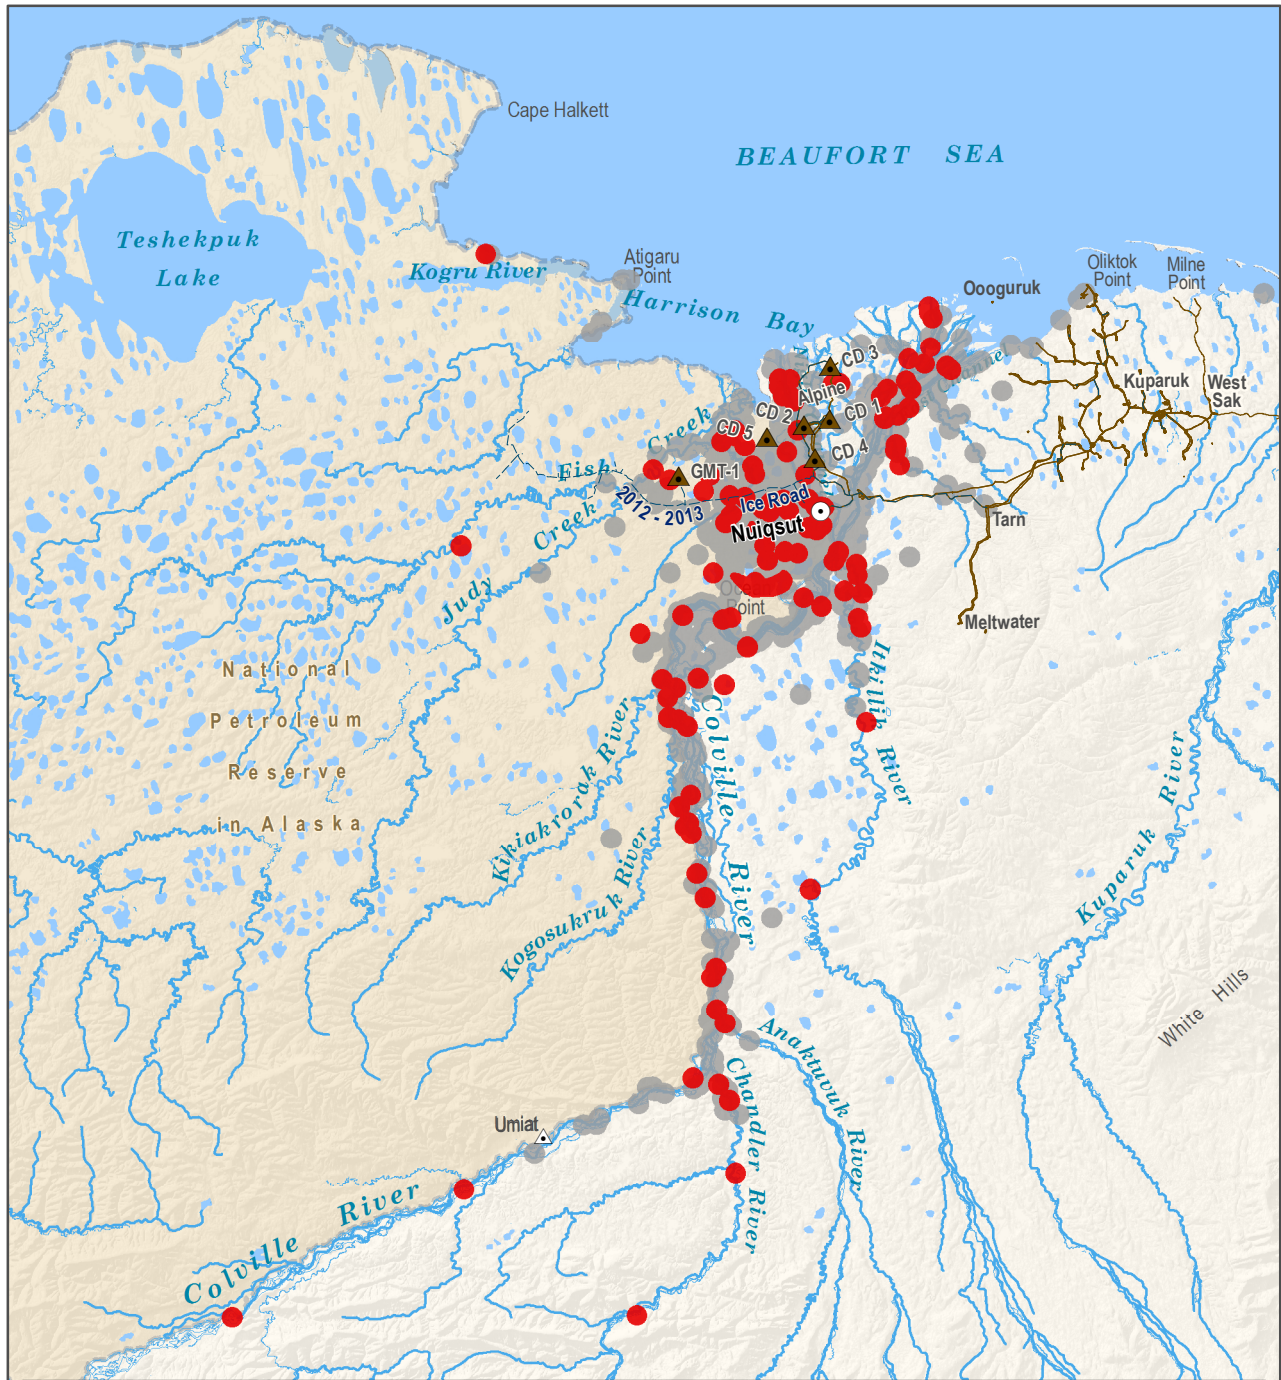 Cape Halkett
BEAUFORT SEA
Teshekpuk
Lake
Kogru River
Atigaru
Point
Harrison Bay
Oliktok
Point
Milne
Point
Oooguruk
CD 3
Alpine
Channel
Kuparuk
West
Sak
CD 2
CD 1
CD 5
CD 4
Fish Creek
GMT-1
2012 - 2013
Ice Road
Nuiqsut
Tarn
Judy Creek
Point
Meltwater
National
Petroleum
Reserve
in Alaska
Itkillik River
Colville River
Kikiakrorak River
Kogosukruk River
Kuparuk River
White Hills
Anaktuvuk River
Chandler River
Umiat
Colville River